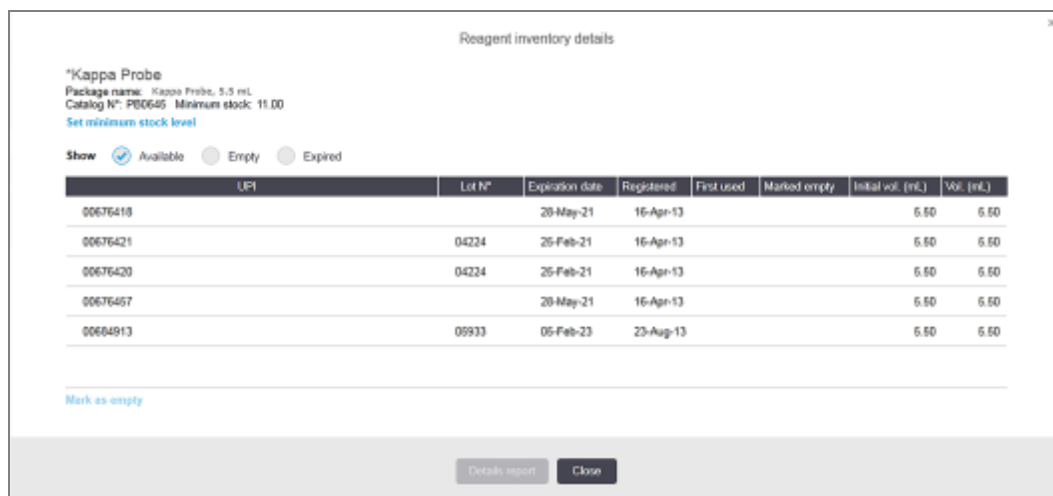 Reagent inventory details
*Kappa Probe
Package name: Kappa Probe, 5.5 mL
Catalog N°: PB0645 Minimum stock: 11.00
Set minimum stock level
Show Available Empty Expired
UPI Lot N° Expiration date Registered First used Marked empty Initial vol. (mL) Vol. (mL)
00676418 28-May-21 16-Apr-13 5.50 5.50
00676421 04224 26-Feb-21 16-Apr-13 5.50 5.50
00676420 04224 26-Feb-21 16-Apr-13 5.50 5.50
00676457 28-May-21 16-Apr-13 5.50 5.50
00684913 05933 05-Feb-23 23-Aug-13 5.50 5.50
Mark as empty
Details report Close